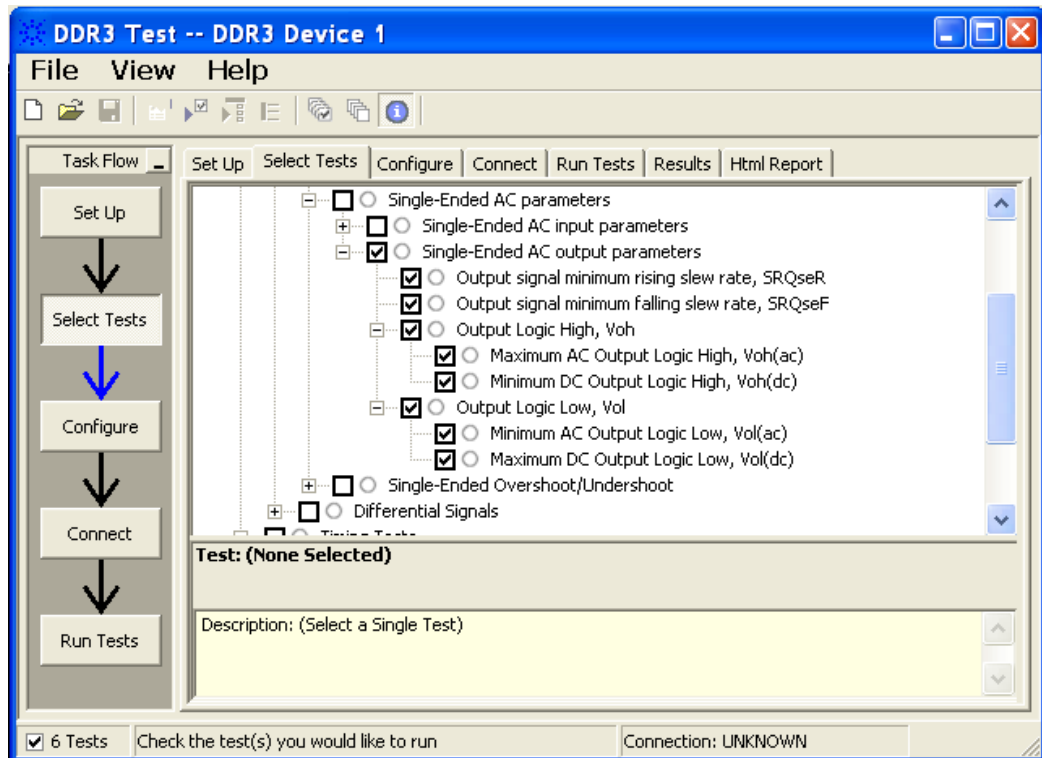 DDR3 Test -- DDR3 Device 1
File View Help
Task Flow
Set Up
Select Tests
Configure
Connect
Run Tests
Set Up Select Tests Configure Connect Run Tests Results Html Report
Single-Ended AC parameters
Single-Ended AC input parameters
Single-Ended AC output parameters
Output signal minimum rising slew rate, SRQseR
Output signal minimum falling slew rate, SRQseF
Output Logic High, Voh
Maximum AC Output Logic High, Voh(ac)
Minimum DC Output Logic High, Voh(dc)
Output Logic Low, Vol
Minimum AC Output Logic Low, Vol(ac)
Maximum DC Output Logic Low, Vol(dc)
Single-Ended Overshoot/Undershoot
Differential Signals
Timing Tests
Test: (None Selected)
Description: (Select a Single Test)
6 Tests Check the test(s) you would like to run Connection: UNKNOWN